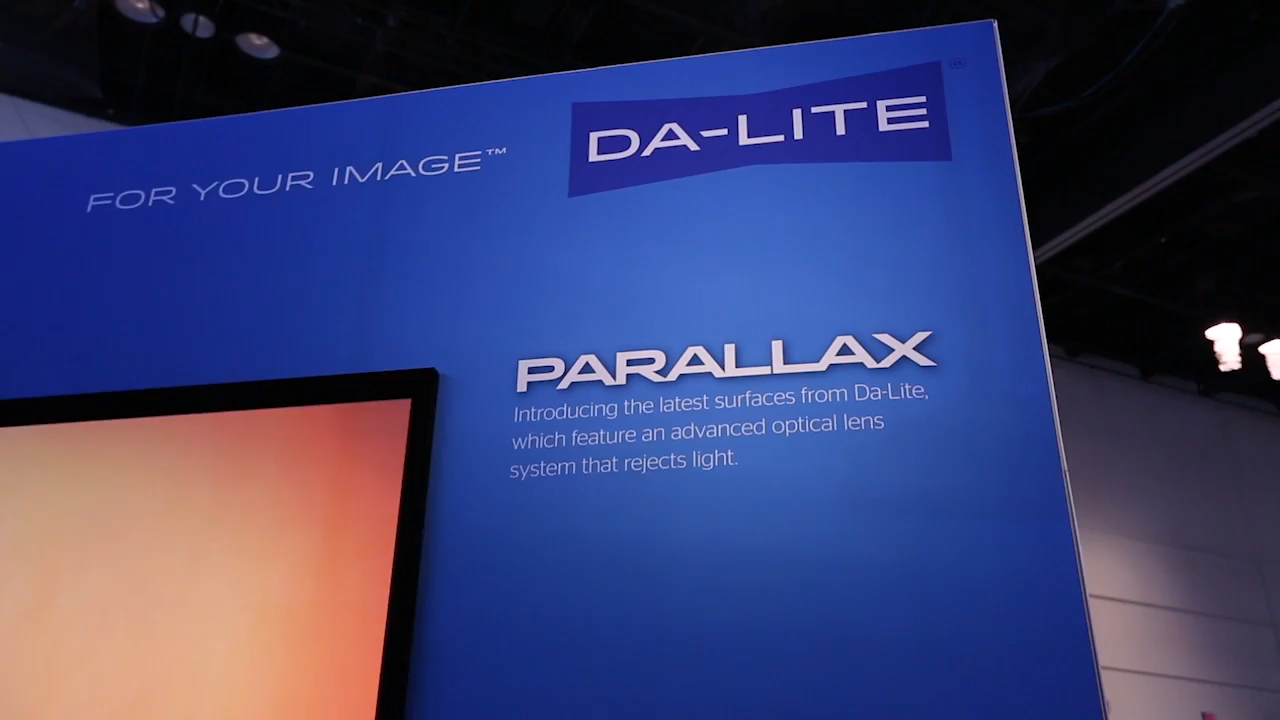 FOR YOUR IMAGE™
DA-LITE
PARALLAX
Introducing the latest surfaces from Da-Lite,
which feature an advanced optical lens
system that rejects light.